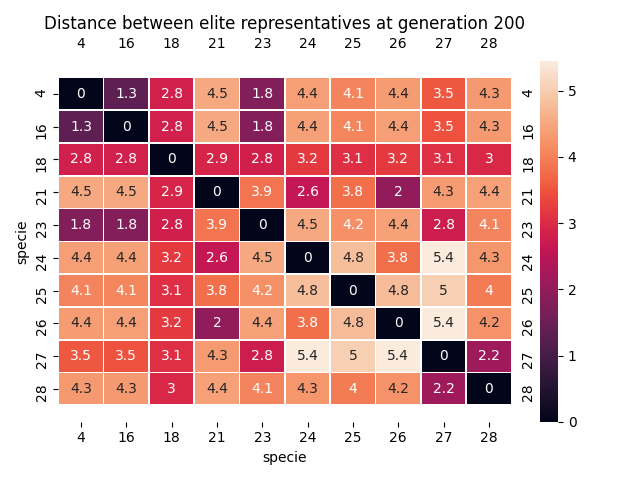 Distance between elite representatives at generation 200
4 16 18 21 23 24 25 26 27 28
4 0 1.3 2.8 4.5 1.8 4.4 4.1 4.4 3.5 4.3 4
16 1.3 0 2.8 4.5 1.8 4.4 4.1 4.4 3.5 4.3 16
18 2.8 2.8 0 2.9 2.8 3.2 3.1 3.2 3.1 3 18
21 4.5 4.5 2.9 0 3.9 2.6 3.8 2 4.3 4.4 21
23 1.8 1.8 2.8 3.9 0 4.5 4.2 4.4 2.8 4.1 23
24 4.4 4.4 3.2 2.6 4.5 0 4.8 3.8 5.4 4.3 24
25 4.1 4.1 3.1 3.8 4.2 4.8 0 4.8 5 4 25
26 4.4 4.4 3.2 2 4.4 3.8 4.8 0 5.4 4.2 26
27 3.5 3.5 3.1 4.3 2.8 5.4 5 5.4 0 2.2 27
28 4.3 4.3 3 4.4 4.1 4.3 4 4.2 2.2 0 28
4 16 18 21 23 24 25 26 27 28
specie
specie
5
4
3
2
1
0